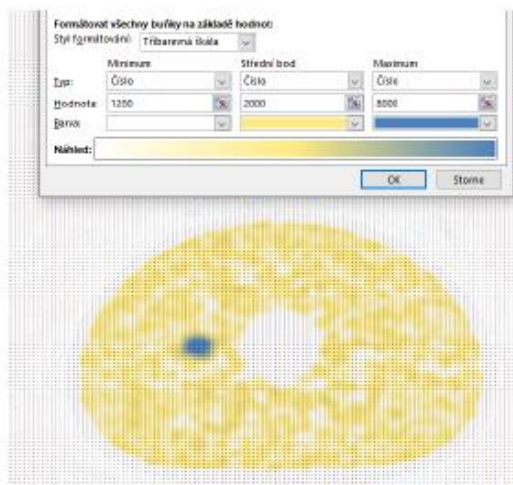 Formátovat všechny buňky na základě hodnot:
Styl formátování: Tříbarevná škála
Minimum Střední bod Maximum
Typ: Číslo Číslo Číslo
Hodnota: 1200 2000 8000
Barva:
Náhled:
OK Storno